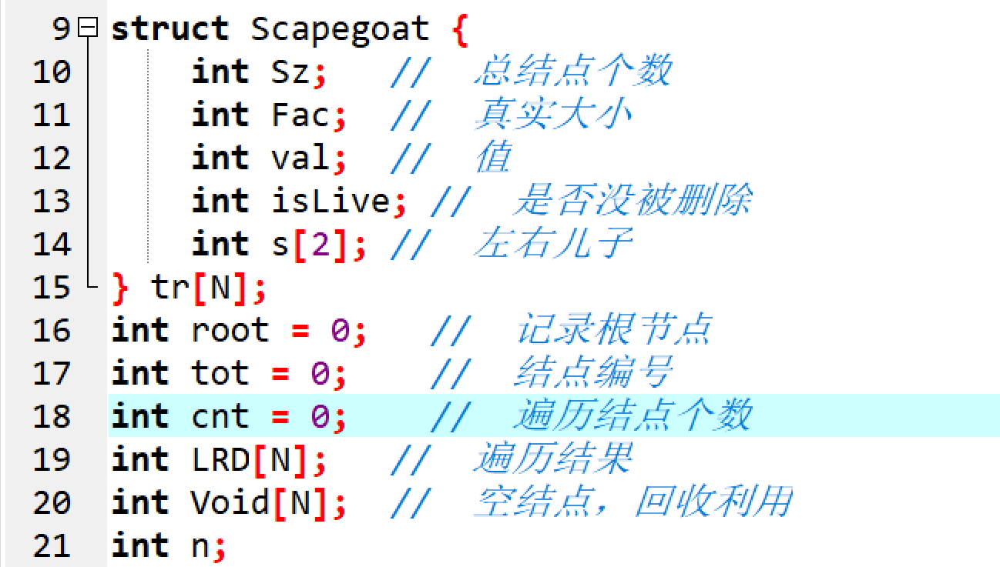 9 struct Scapegoat {
10 int Sz; // 总结点个数
11 int Fac; // 真实大小
12 int val; // 值
13 int isLive; // 是否没被删除
14 int s[2]; // 左右儿子
15 } tr[N];
16 int root = 0; // 记录根节点
17 int tot = 0; // 结点编号
18 int cnt = 0; // 遍历结点个数
19 int LRD[N]; // 遍历结果
20 int Void[N]; // 空结点，回收利用
21 int n;